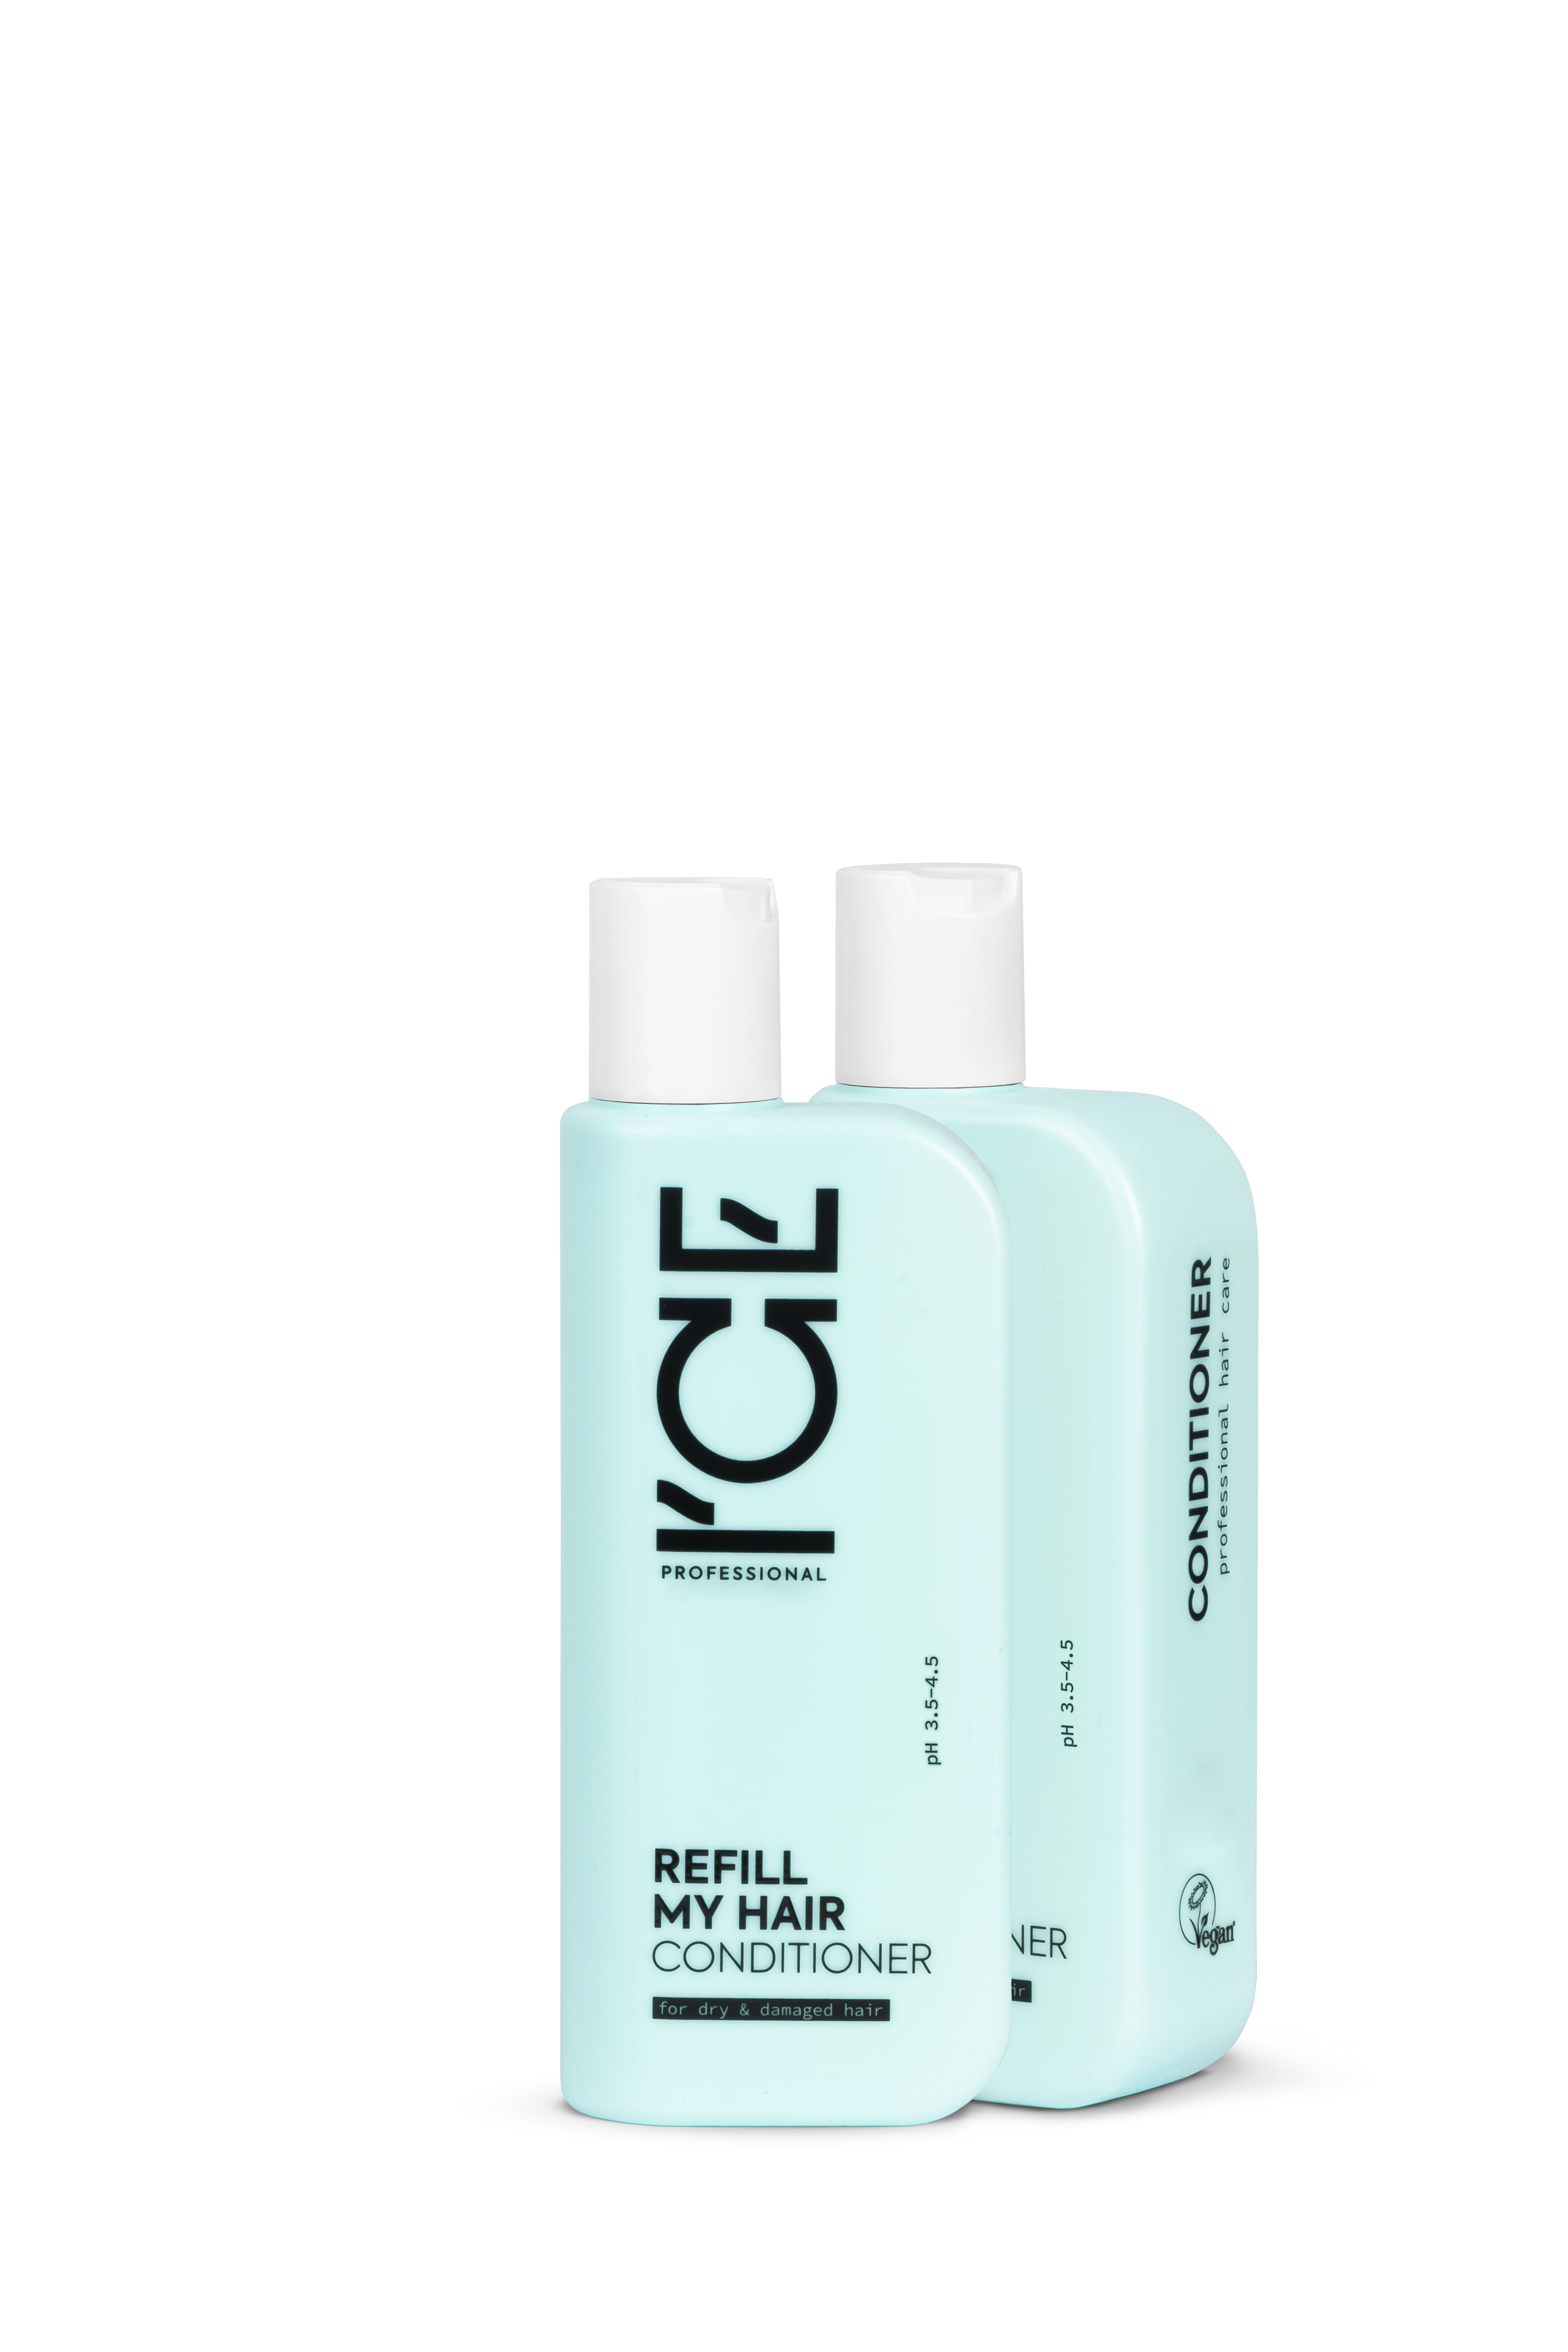 I'CÉ
PROFESSIONAL
pH 3.5–4.5
REFILL
MY HAIR
CONDITIONER
for dry & damaged hair
pH 3.5–4.5
NER
ir
CONDITIONER
professional hair care
Vegan